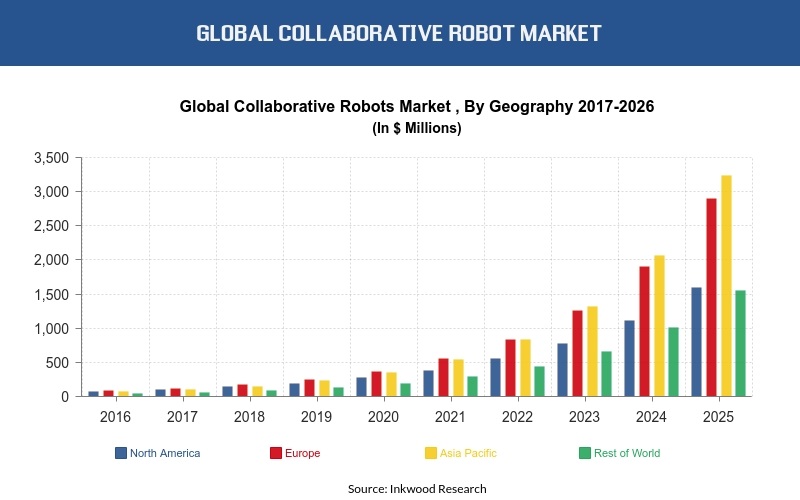 GLOBAL COLLABORATIVE ROBOT MARKET
Global Collaborative Robots Market , By Geography 2017-2026
(In $ Millions)
3,500
3,000
2,500
2,000
1,500
1,000
500
0
2016 2017 2018 2019 2020 2021 2022 2023 2024 2025
North America Europe Asia Pacific Rest of World
Source: Inkwood Research